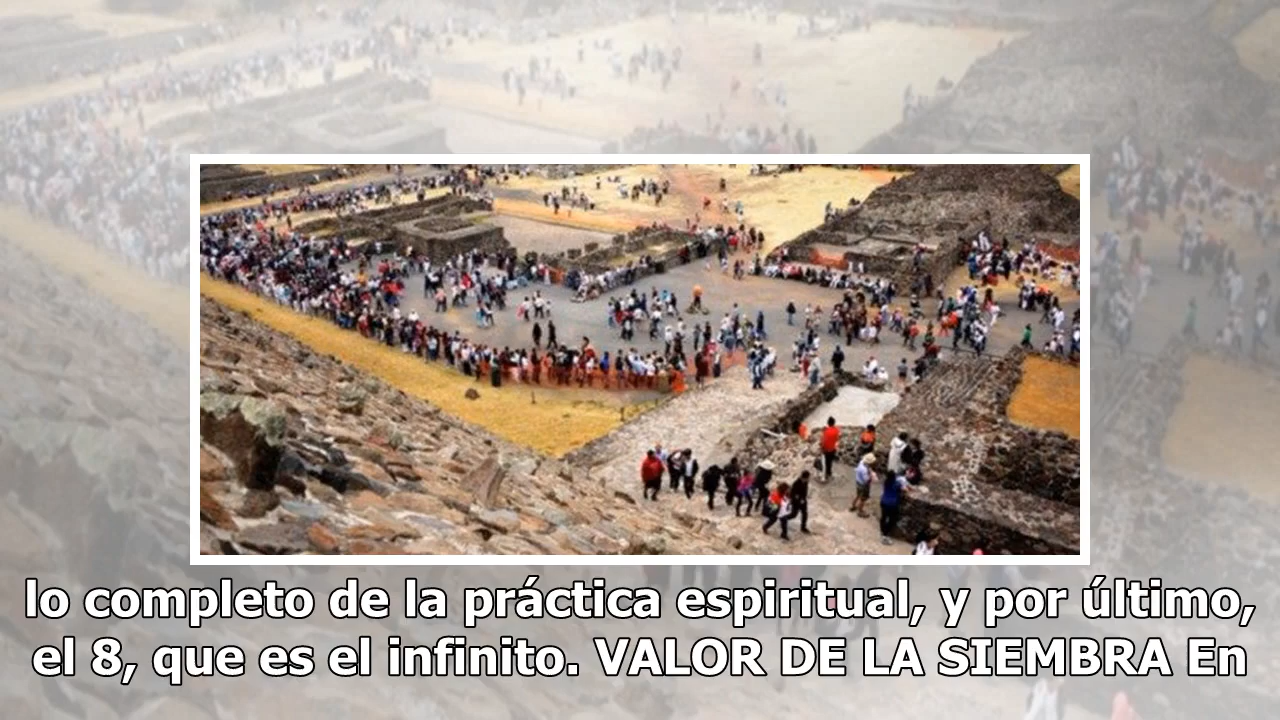 lo completo de la práctica espiritual, y por último,
el 8, que es el infinito. VALOR DE LA SIEMBRA En